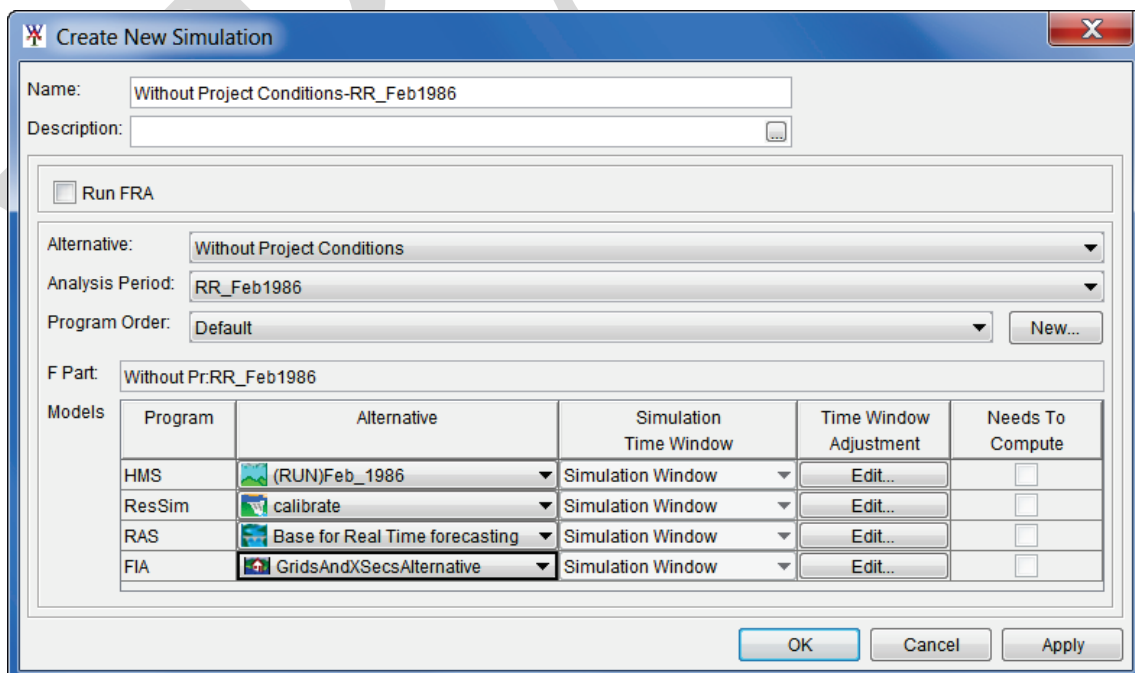 Create New Simulation
X
Name: Without Project Conditions-RR_Feb1986
Description: ...
Run FRA
Alternative: Without Project Conditions
Analysis Period: RR_Feb1986
Program Order: Default New...
F Part: Without Pr:RR_Feb1986
Models Program Alternative Simulation Time Window Time Window Adjustment Needs To Compute
HMS (RUN)Feb_1986 Simulation Window Edit...
ResSim calibrate Simulation Window Edit...
RAS Base for Real Time forecasting Simulation Window Edit...
FIA GridsAndXSecsAlternative Simulation Window Edit...
OK Cancel Apply